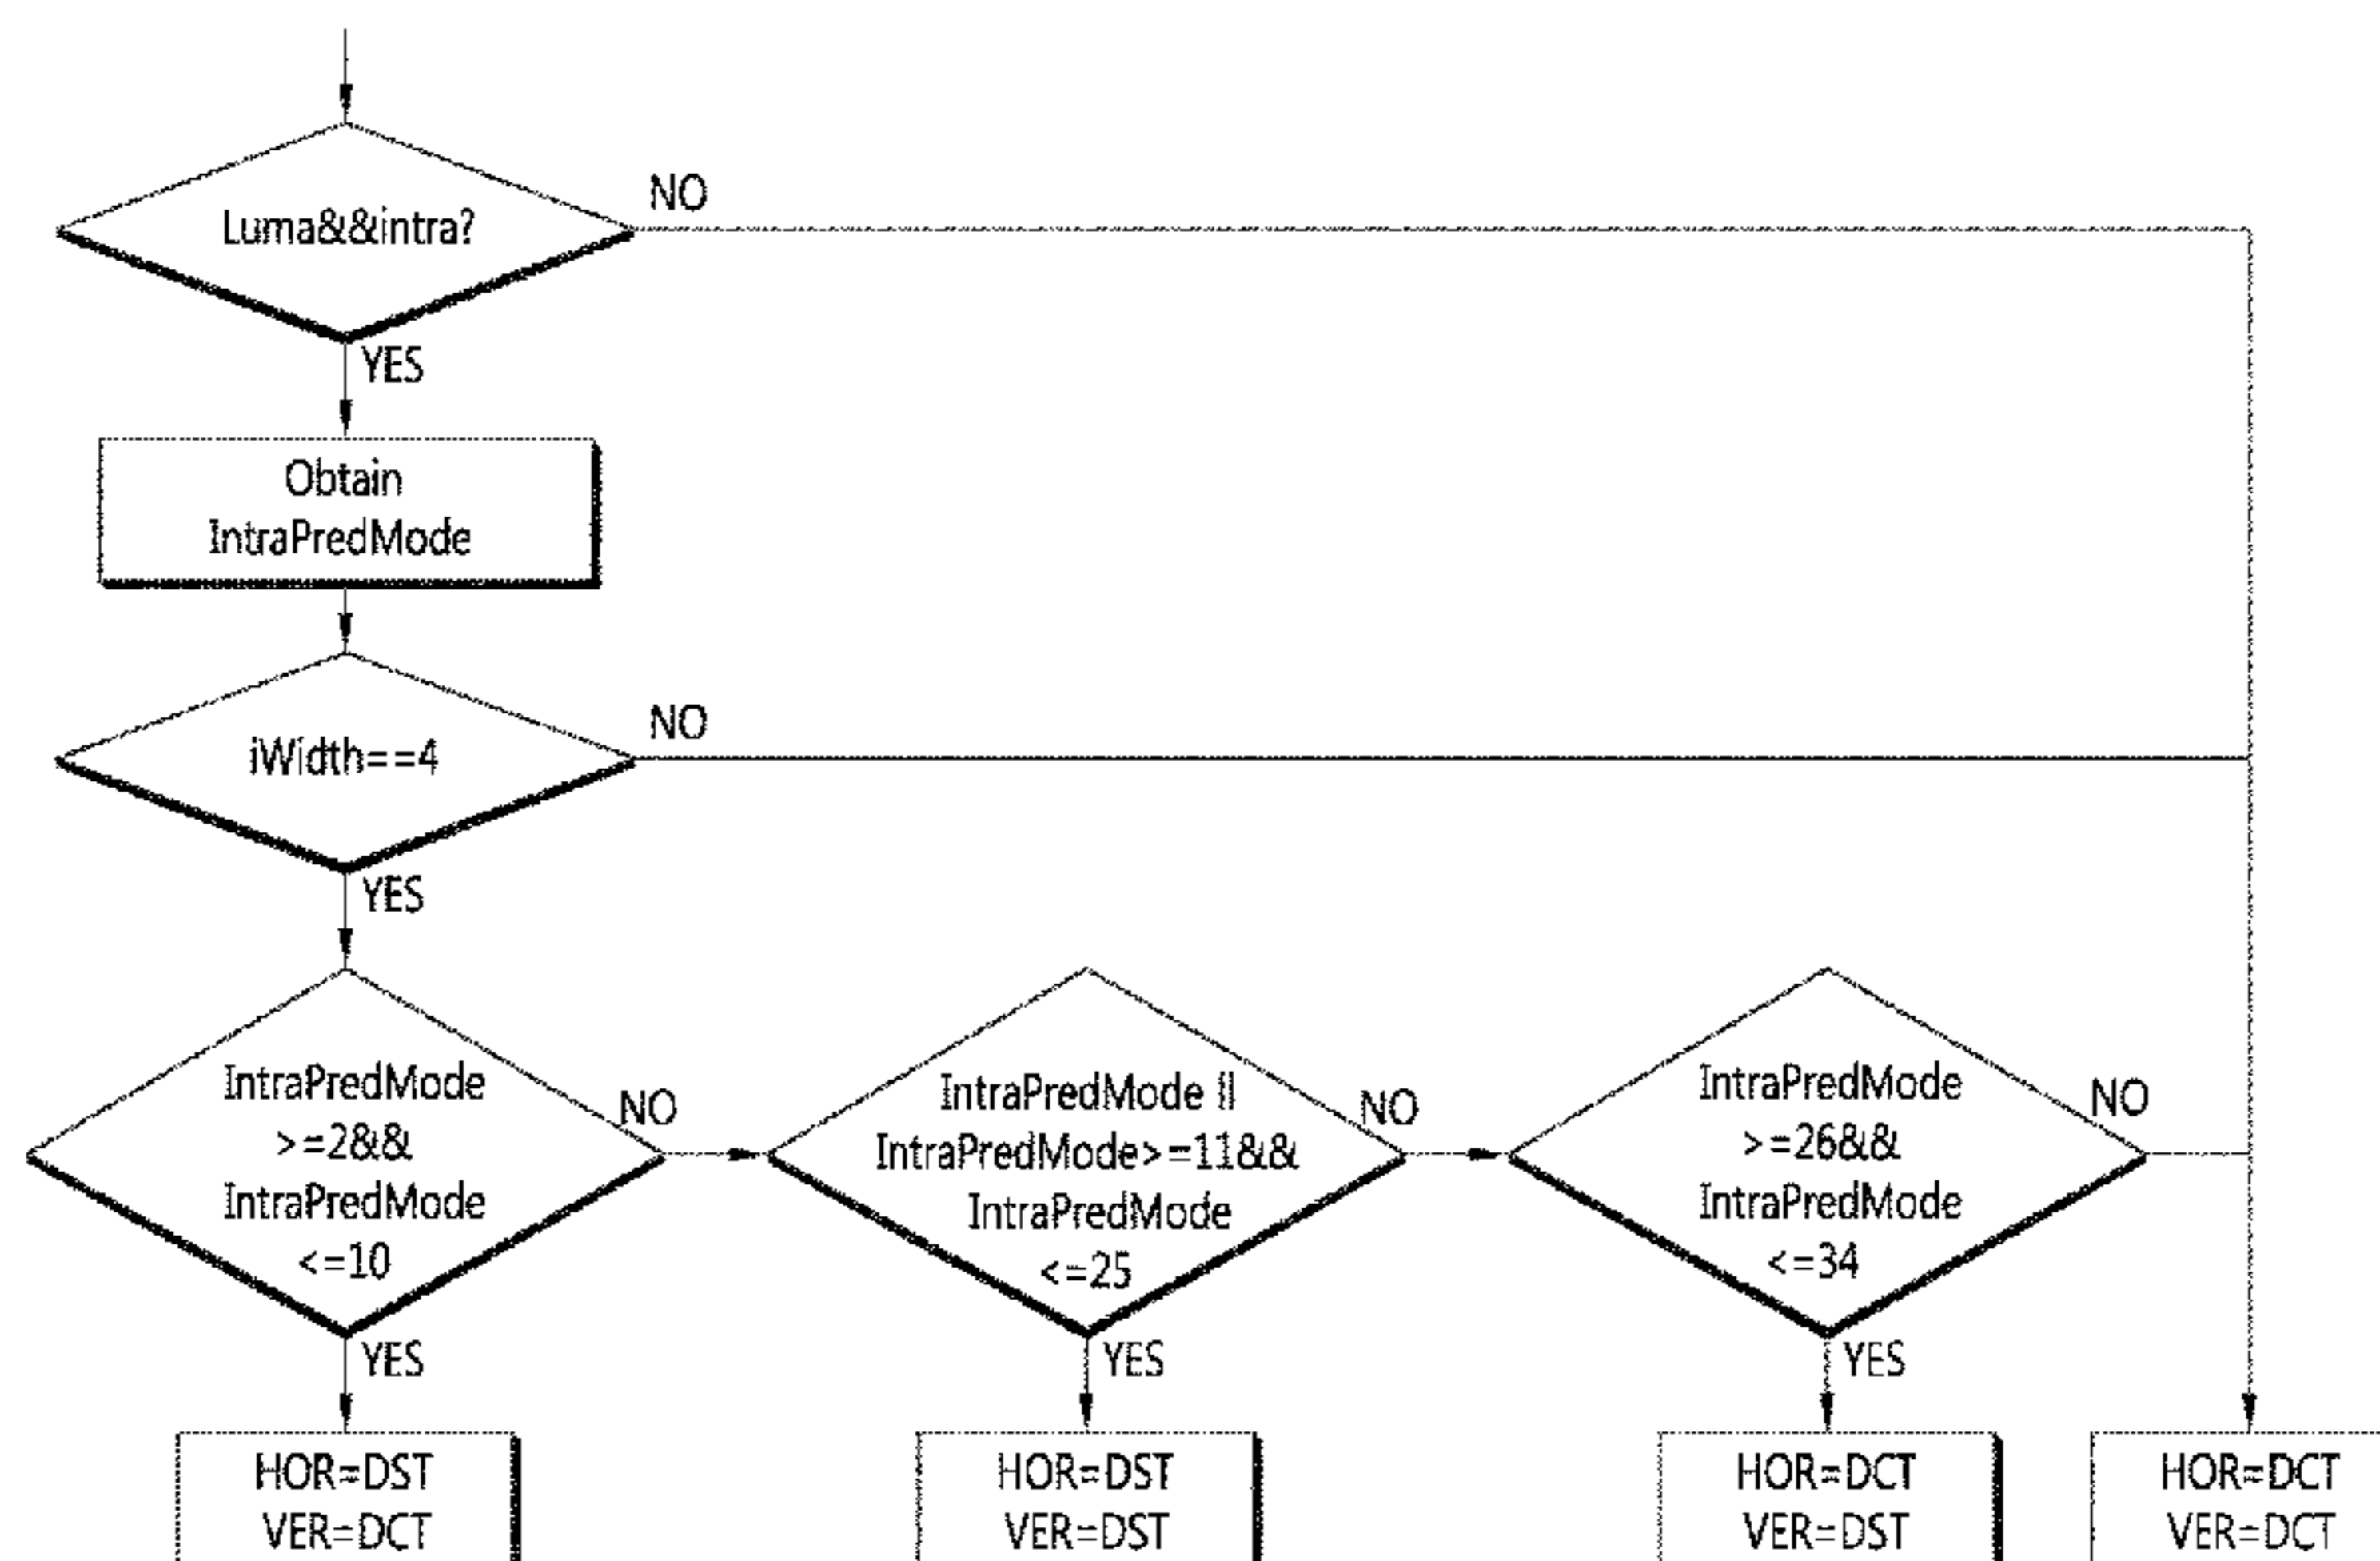 Luma&&intra?
NO
YES
Obtain
IntraPredMode
iWidth==4
NO
YES
IntraPredMode
>=2&&
IntraPredMode
<=10
NO
YES
IntraPredMode ||
IntraPredMode>=11&&
IntraPredMode
<=25
NO
YES
IntraPredMode
>=26&&
IntraPredMode
<=34
NO
YES
HOR=DST
VER=DCT
HOR=DST
VER=DST
HOR=DCT
VER=DST
HOR=DCT
VER=DCT